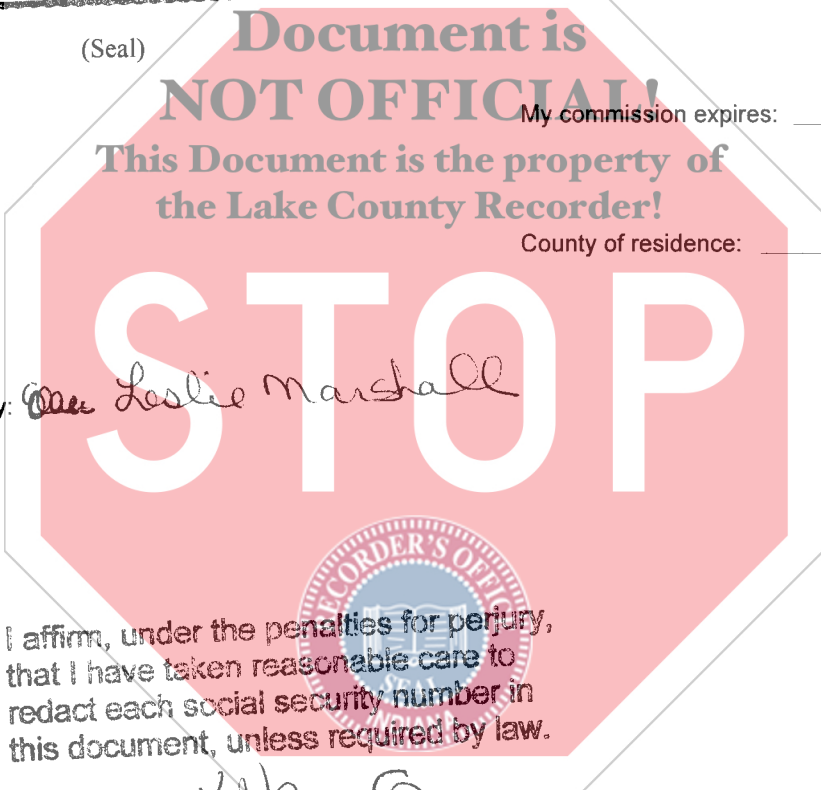 (Seal)
Document is
NOT OFFICIAL!
My commission expires:
This Document is the property of
the Lake County Recorder!
County of residence:
STOP
Leslie Marshall
RECORDER'S OFFICE
SEAL
INDIANA
I affirm, under the penalties for perjury,
that I have taken reasonable care to
redact each social security number in
this document, unless required by law.